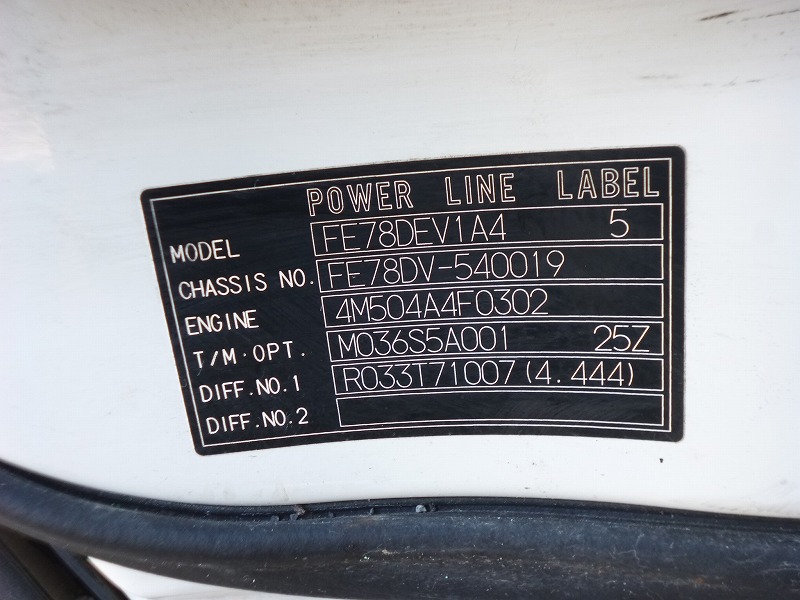 POWER LINE LABEL
MODEL FE78DEV1A4 5
CHASSIS NO. FE78DV-540019
ENGINE 4M504A4F0302
T/M·OPT. M036S5A001 25Z
DIFF.NO.1 R033T71007(4.444)
DIFF.NO.2